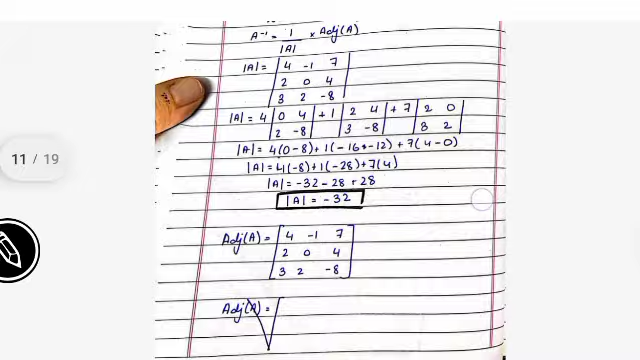 A⁻¹ = 1/|A| × Adj(A)
|A| = | 4 -1 7 |
| 2 0 4 |
| 3 2 -8 |
|A| = 4 | 0 4 | + 1 | 2 4 | + 7 | 2 0 |
| 2 -8 | | 3 -8 | | 3 2 |
|A| = 4(0-8) + 1(-16-12) + 7(4-0)
|A| = 4(-8) + 1(-28) + 7(4)
|A| = -32 - 28 + 28
|A| = -32
Adj(A) = [ 4 -1 7 ]
[ 2 0 4 ]
[ 3 2 -8 ]
Adj(A) = [
11 / 19